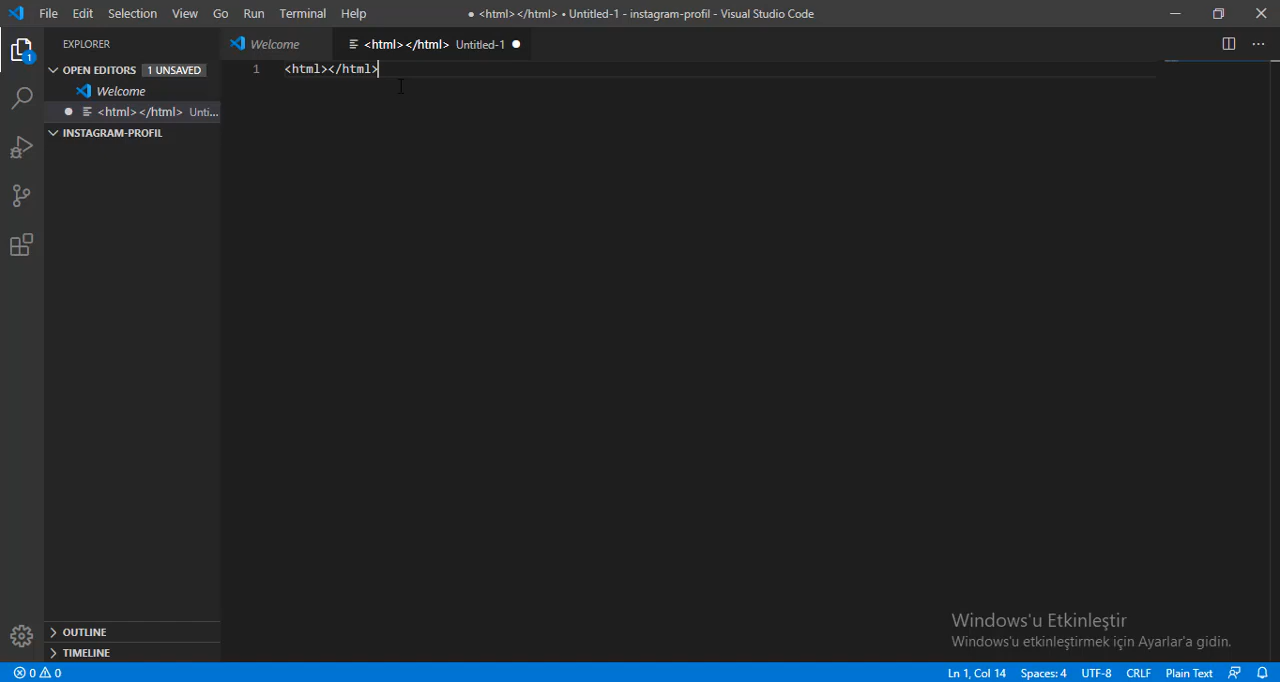 File Edit Selection View Go Run Terminal Help
● <html></html> • Untitled-1 - instagram-profil - Visual Studio Code
EXPLORER
Welcome
<html></html> Untitled-1 ●
OPEN EDITORS 1 UNSAVED
1 <html></html>
Welcome
● <html></html> Unti...
INSTAGRAM-PROFIL
1
Windows'u Etkinleştir
Windows'u etkinleştirmek için Ayarlar'a gidin.
OUTLINE
TIMELINE
0 0
Ln 1, Col 14 Spaces: 4 UTF-8 CRLF Plain Text